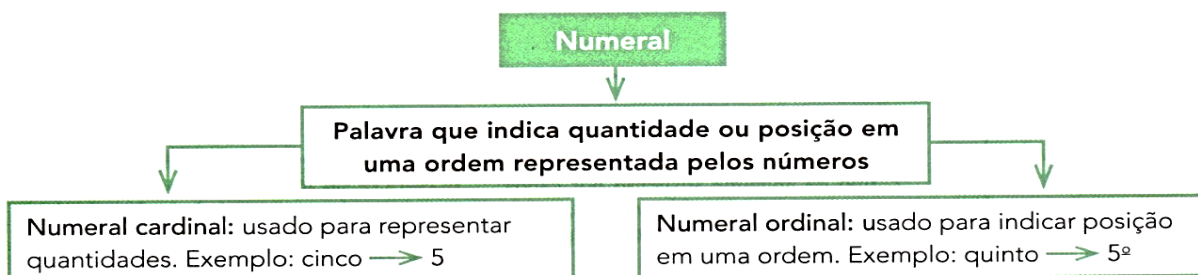 Numeral
Palavra que indica quantidade ou posição em
uma ordem representada pelos números
Numeral cardinal: usado para representar
quantidades. Exemplo: cinco → 5
Numeral ordinal: usado para indicar posição
em uma ordem. Exemplo: quinto → 5º